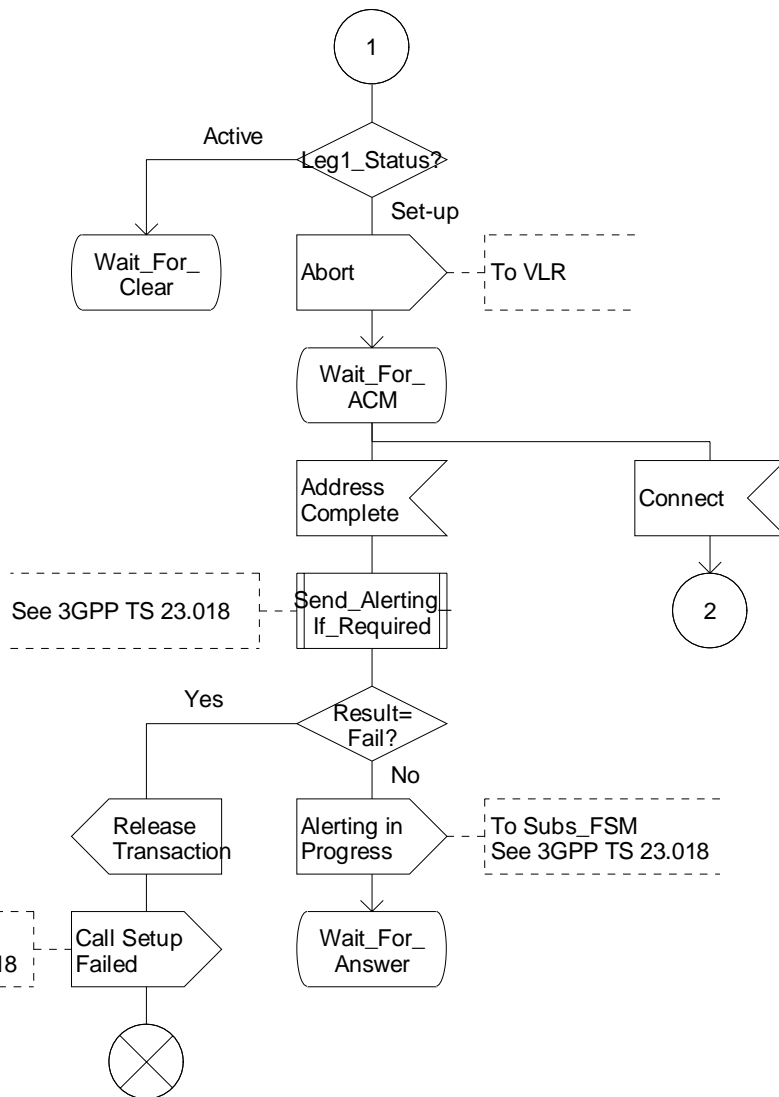 1
Active
Leg1_Status?
Set-up
Wait_For_
Clear
Abort
To VLR
Wait_For_
ACM
Address
Complete
Connect
See 3GPP TS 23.018
Send_Alerting_
If_Required
2
Yes
Result=
Fail?
No
Release
Transaction
Alerting in
Progress
To Subs_FSM
See 3GPP TS 23.018
18
Call Setup
Failed
Wait_For_
Answer